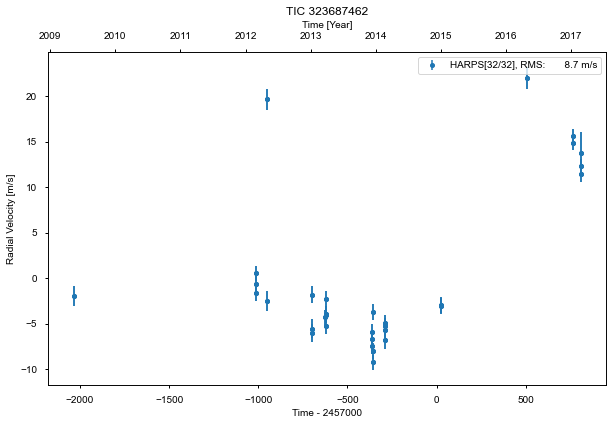 TIC 323687462
Time [Year]
2009 2010 2011 2012 2013 2014 2015 2016 2017
HARPS[32/32], RMS: 8.7 m/s
20
15
10
5
0
−5
−10
Radial Velocity [m/s]
−2000 −1500 −1000 −500 0 500
Time - 2457000